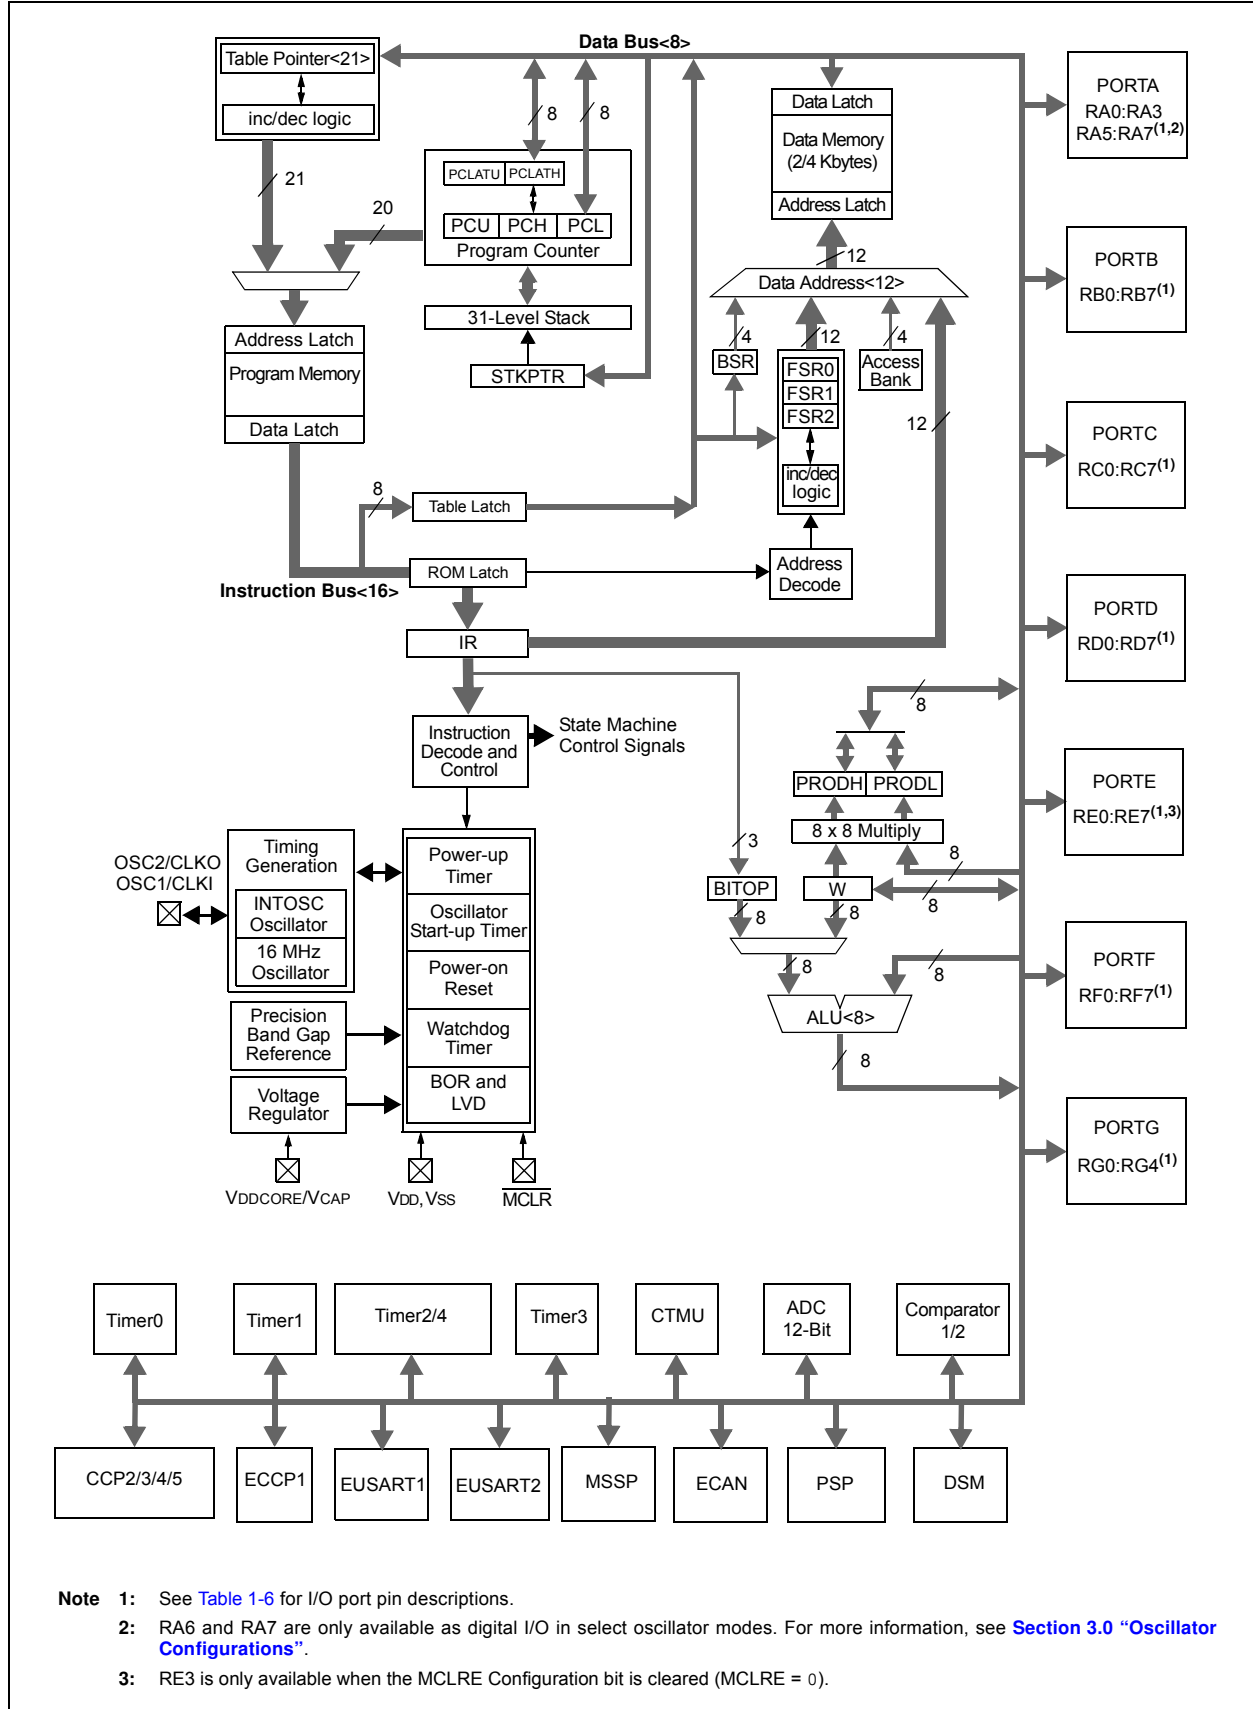 Data Bus<8>
Table Pointer<21>
inc/dec logic
21
20
8
8
PCLATU
PCLATH
PCU
PCH
PCL
Program Counter
31-Level Stack
STKPTR
Address Latch
Program Memory
Data Latch
8
Table Latch
ROM Latch
Instruction Bus<16>
IR
Data Latch
Data Memory
(2/4 Kbytes)
Address Latch
12
Data Address<12>
4
12
4
BSR
FSR0
FSR1
FSR2
inc/dec
logic
Access
Bank
12
Address
Decode
Instruction
Decode and
Control
State Machine
Control Signals
8
PRODH
PRODL
8 x 8 Multiply
3
8
BITOP
W
8
8
8
8
8
ALU<8>
8
OSC2/CLKO
OSC1/CLKI
Timing
Generation
INTOSC
Oscillator
16 MHz
Oscillator
Power-up
Timer
Oscillator
Start-up Timer
Power-on
Reset
Watchdog
Timer
BOR and
LVD
Precision
Band Gap
Reference
Voltage
Regulator
VDDCORE/VCAP
VDD, VSS
MCLR
PORTA
RA0:RA3
RA5:RA7(1,2)
PORTB
RB0:RB7(1)
PORTC
RC0:RC7(1)
PORTD
RD0:RD7(1)
PORTE
RE0:RE7(1,3)
PORTF
RF0:RF7(1)
PORTG
RG0:RG4(1)
Timer0
Timer1
Timer2/4
Timer3
CTMU
ADC
12-Bit
Comparator
1/2
CCP2/3/4/5
ECCP1
EUSART1
EUSART2
MSSP
ECAN
PSP
DSM
Note 1: See Table 1-6 for I/O port pin descriptions.
2: RA6 and RA7 are only available as digital I/O in select oscillator modes. For more information, see Section 3.0 “Oscillator
Configurations”.
3: RE3 is only available when the MCLRE Configuration bit is cleared (MCLRE = 0).